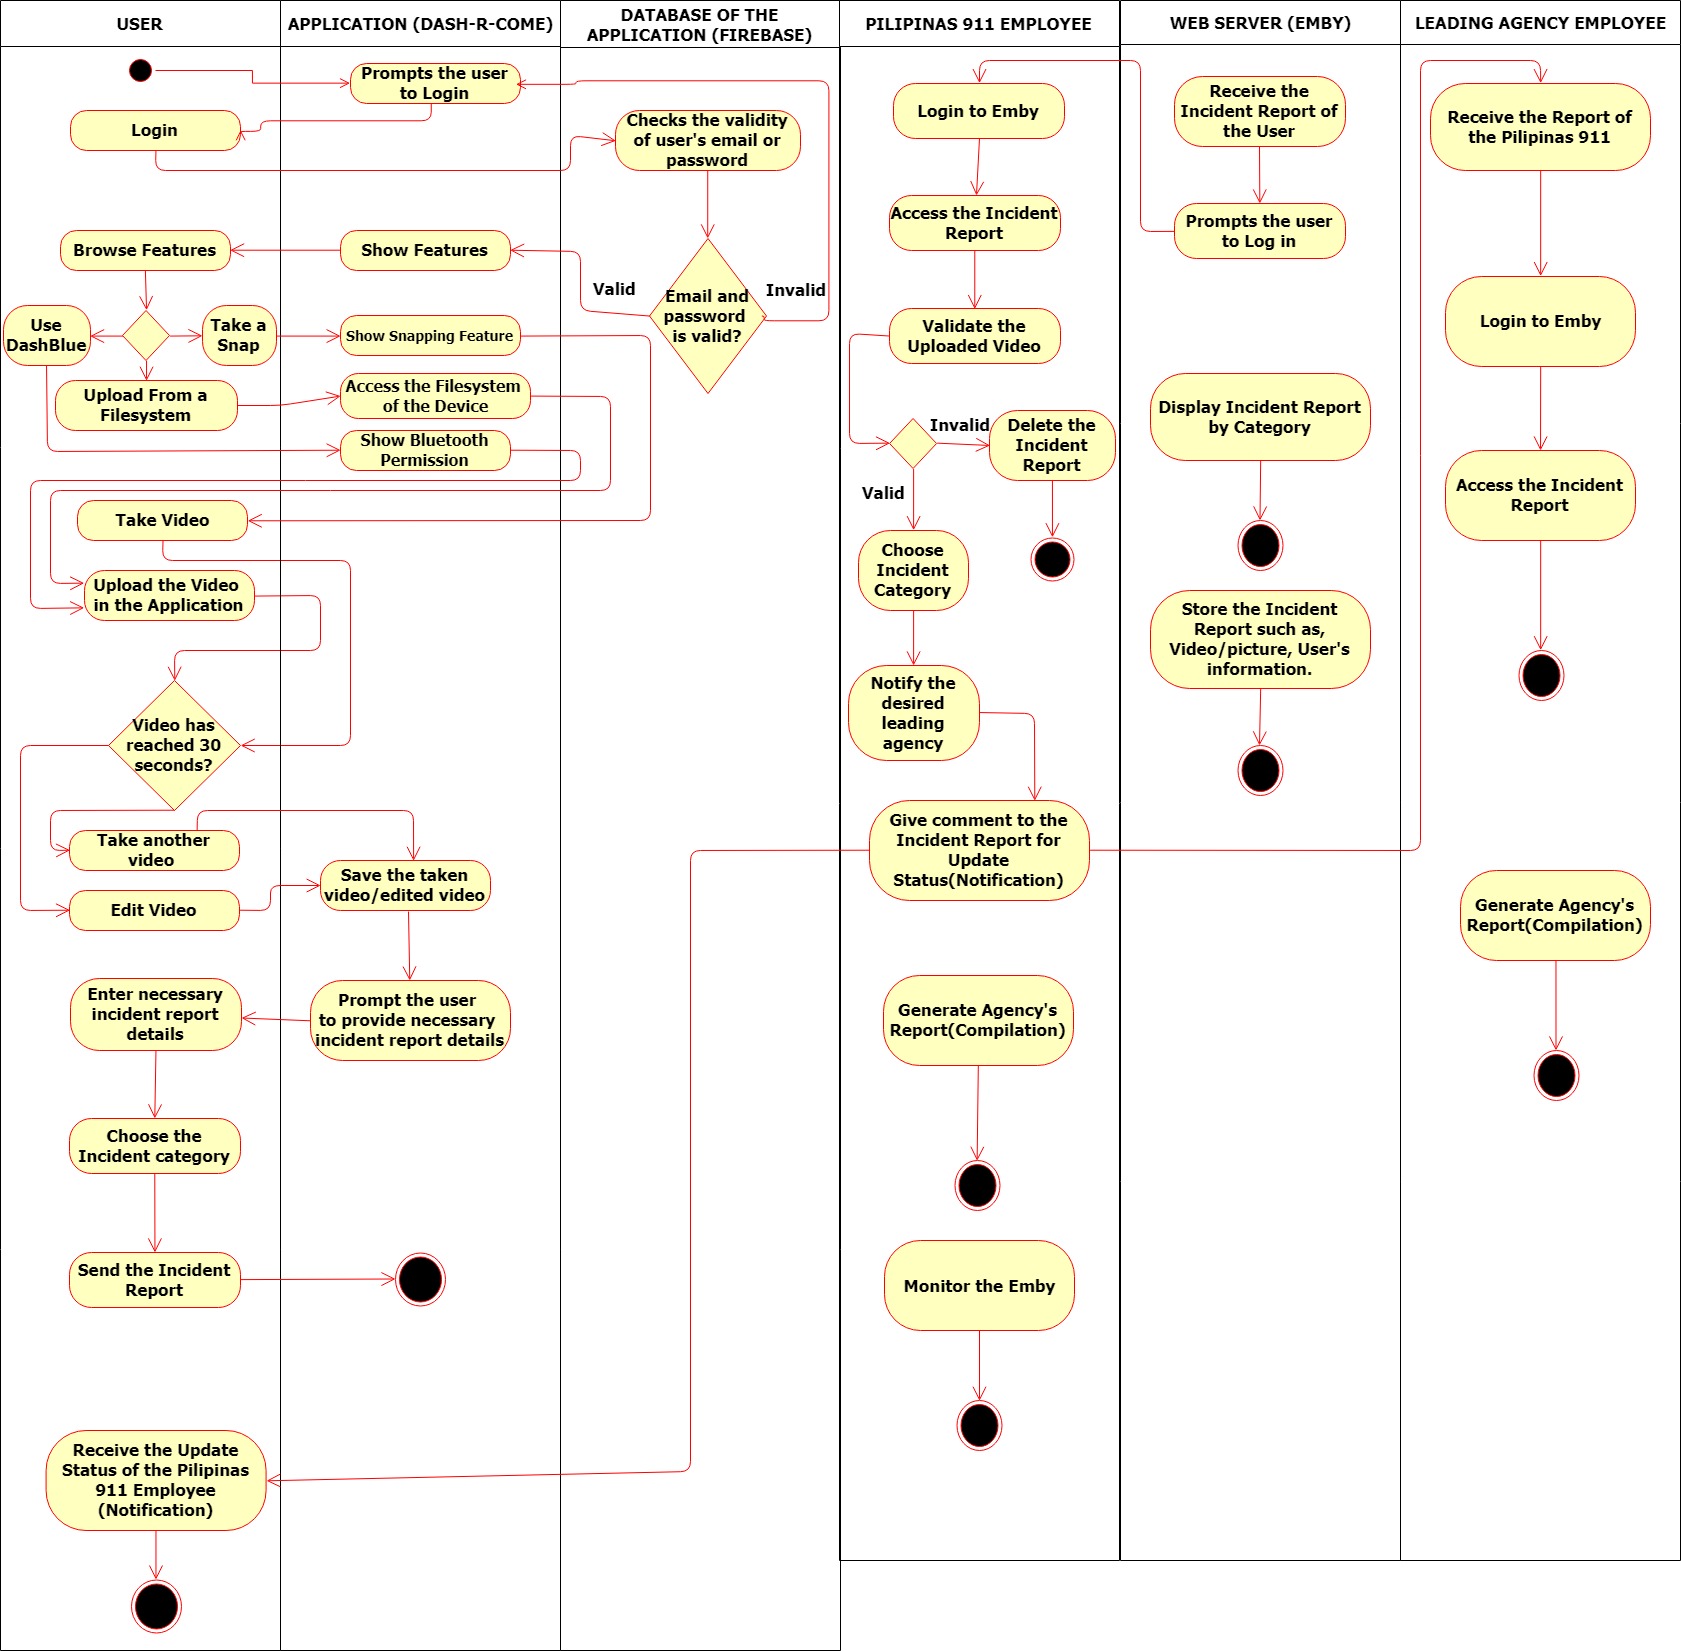 USER
APPLICATION (DASH-R-COME)
DATABASE OF THE
APPLICATION (FIREBASE)
PILIPINAS 911 EMPLOYEE
WEB SERVER (EMBY)
LEADING AGENCY EMPLOYEE
Prompts the user
to Login
Login
Checks the validity
of user's email or
password
Email and
password
is valid?
Valid
Invalid
Show Features
Browse Features
Use
DashBlue
Take a
Snap
Upload From a
Filesystem
Show Snapping Feature
Access the Filesystem
of the Device
Show Bluetooth
Permission
Take Video
Upload the Video
in the Application
Video has
reached 30
seconds?
Take another
video
Edit Video
Save the taken
video/edited video
Prompt the user
to provide necessary
incident report details
Enter necessary
incident report
details
Choose the
Incident category
Send the Incident
Report
Receive the Update
Status of the Pilipinas
911 Employee
(Notification)
Login to Emby
Access the Incident
Report
Validate the
Uploaded Video
Invalid
Delete the
Incident
Report
Valid
Choose
Incident
Category
Notify the
desired
leading
agency
Give comment to the
Incident Report for
Update
Status(Notification)
Generate Agency's
Report(Compilation)
Monitor the Emby
Receive the
Incident Report of
the User
Prompts the user
to Log in
Display Incident Report
by Category
Store the Incident
Report such as,
Video/picture, User's
information.
Receive the Report of
the Pilipinas 911
Login to Emby
Access the Incident
Report
Generate Agency's
Report(Compilation)